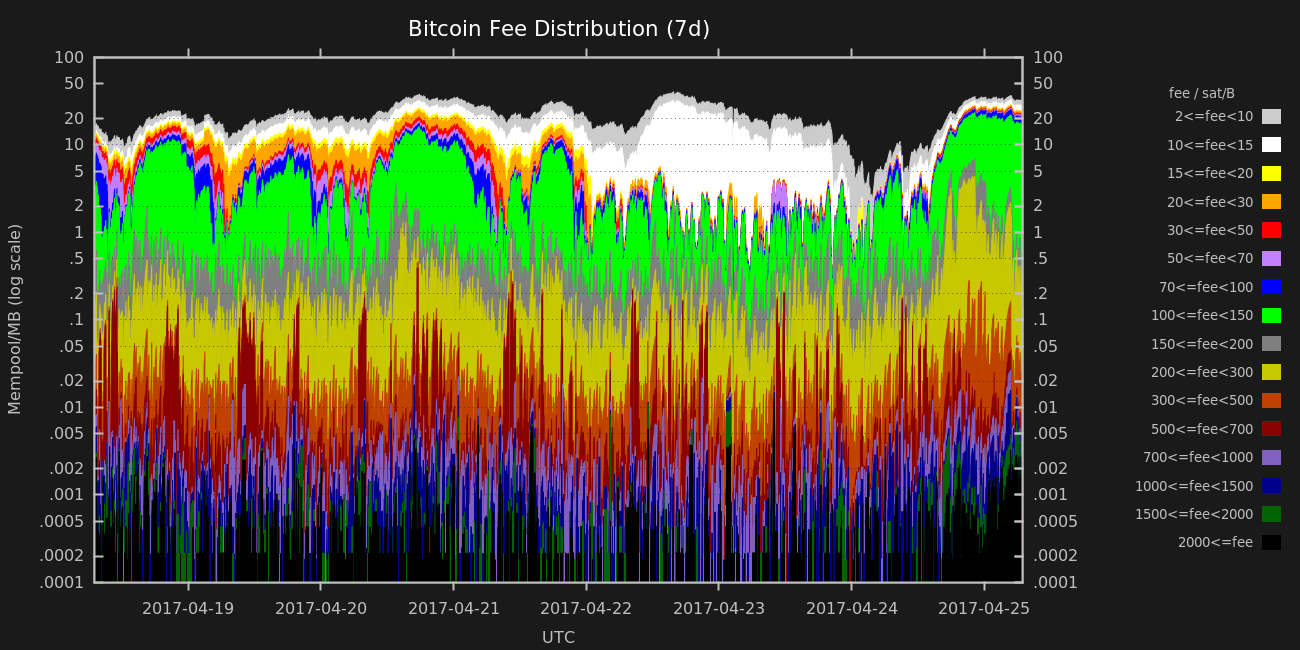 Bitcoin Fee Distribution (7d)
Mempool/MB (log scale)
100
50
20
10
5
2
1
.5
.2
.1
.05
.02
.01
.005
.002
.001
.0005
.0002
.0001
100
50
20
10
5
2
1
.5
.2
.1
.05
.02
.01
.005
.002
.001
.0005
.0002
.0001
fee / sat/B
2<=fee<10
10<=fee<15
15<=fee<20
20<=fee<30
30<=fee<50
50<=fee<70
70<=fee<100
100<=fee<150
150<=fee<200
200<=fee<300
300<=fee<500
500<=fee<700
700<=fee<1000
1000<=fee<1500
1500<=fee<2000
2000<=fee
2017-04-19 2017-04-20 2017-04-21 2017-04-22 2017-04-23 2017-04-24 2017-04-25
UTC